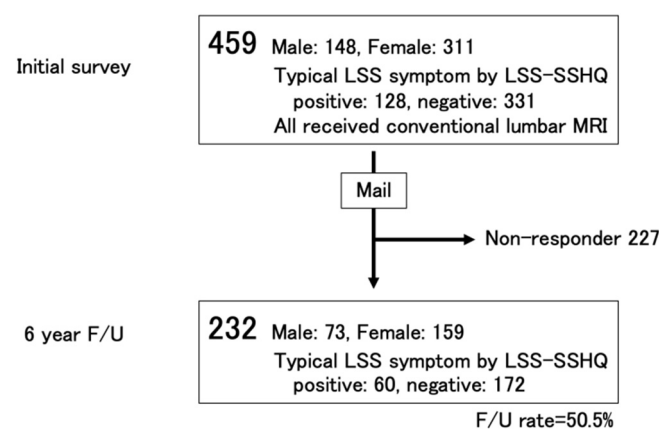 Initial survey
459 Male: 148, Female: 311
Typical LSS symptom by LSS-SSHQ
positive: 128, negative: 331
All received conventional lumbar MRI
Mail
Non-responder 227
6 year F/U
232 Male: 73, Female: 159
Typical LSS symptom by LSS-SSHQ
positive: 60, negative: 172
F/U rate=50.5%